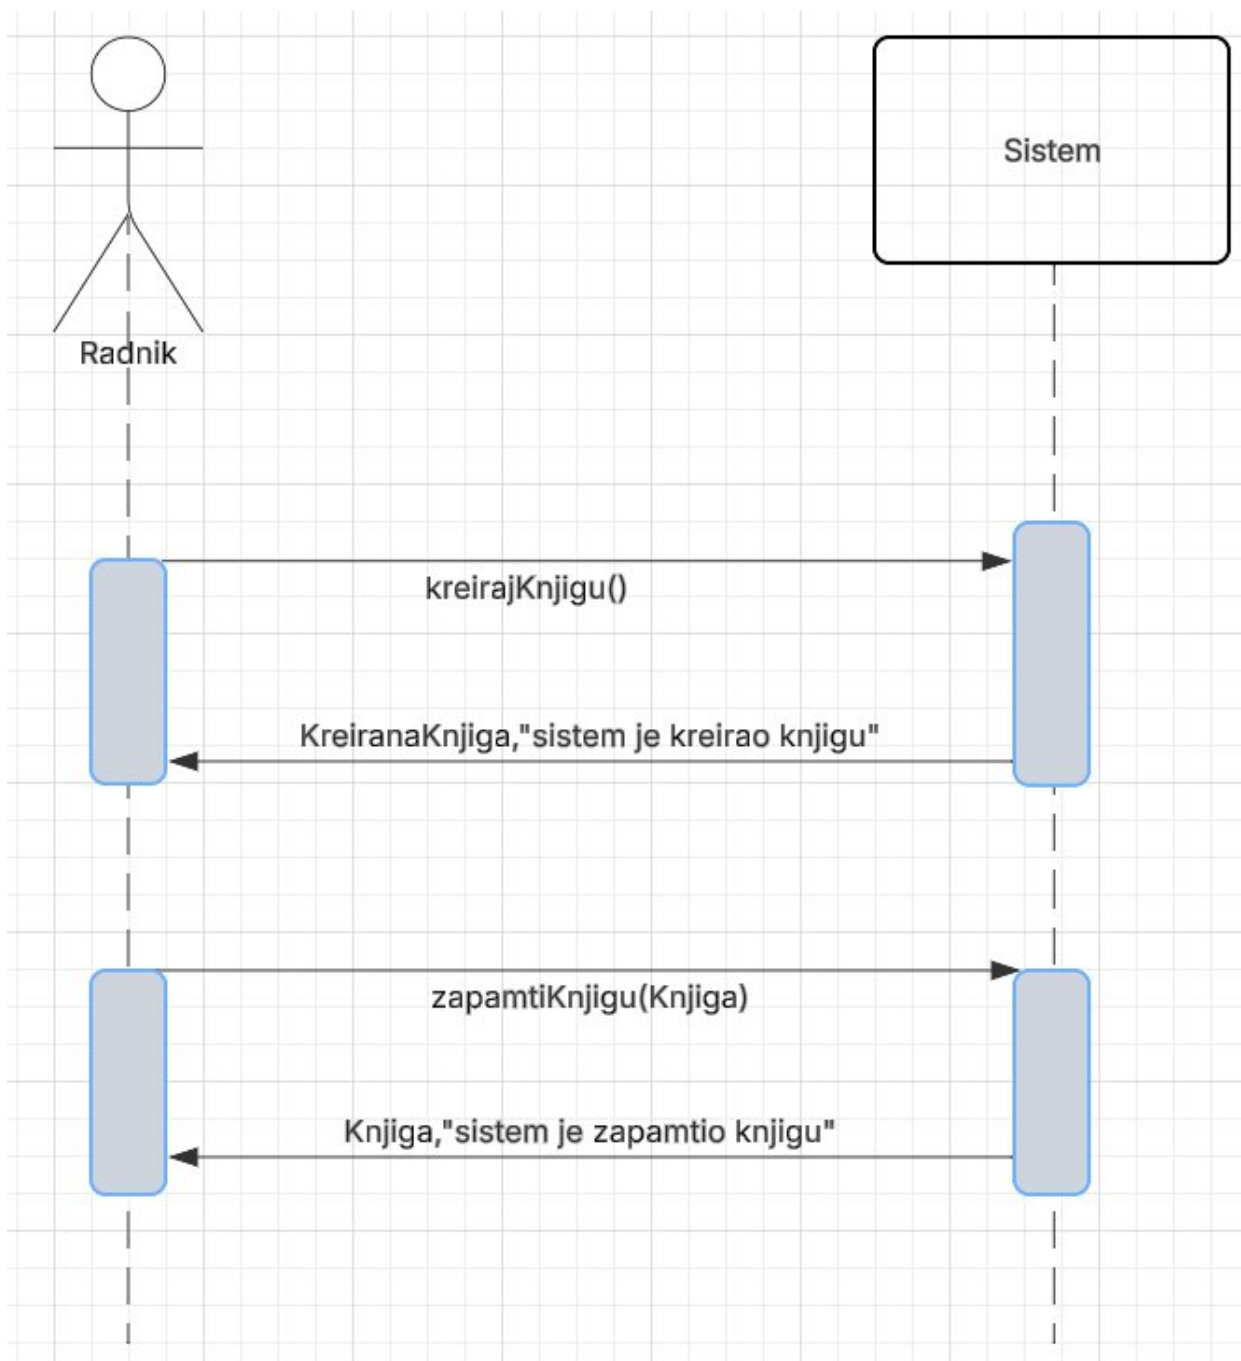 Sistem
Radnik
kreirajKnjigu()
KreiranaKnjiga,"sistem je kreirao knjigu"
zapamtiKnjigu(Knjiga)
Knjiga,"sistem je zapamtio knjigu"